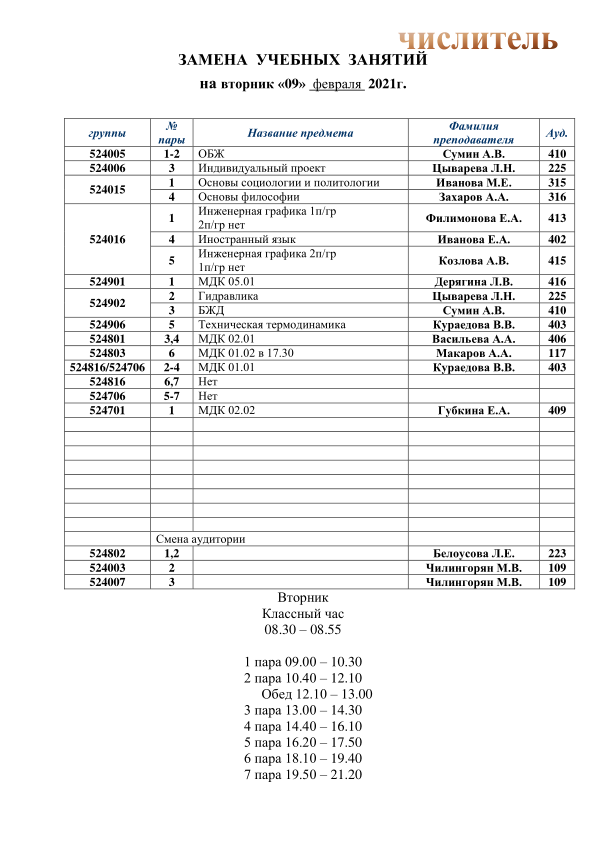 числитель
ЗАМЕНА УЧЕБНЫХ ЗАНЯТИЙ
на вторник «09» февраля 2021г.
группы № пары Название предмета Фамилия преподавателя Ауд.
524005 1-2 ОБЖ Сумин А.В. 410
524006 3 Индивидуальный проект Цыварева Л.Н. 225
524015 1 Основы социологии и политологии Иванова М.Е. 315
4 Основы философии Захаров А.А. 316
524016 1 Инженерная графика 1п/гр
2п/гр нет Филимонова Е.А. 413
4 Иностранный язык Иванова Е.А. 402
5 Инженерная графика 2п/гр
1п/гр нет Козлова А.В. 415
524901 1 МДК 05.01 Дерягина Л.В. 416
524902 2 Гидравлика Цыварева Л.Н. 225
3 БЖД Сумин А.В. 410
524906 5 Техническая термодинамика Кураедова В.В. 403
524801 3,4 МДК 02.01 Васильева А.А. 406
524803 6 МДК 01.02 в 17.30 Макаров А.А. 117
524816/524706 2-4 МДК 01.01 Кураедова В.В. 403
524816 6,7 Нет
524706 5-7 Нет
524701 1 МДК 02.02 Губкина Е.А. 409
Смена аудитории
524802 1,2 Белоусова Л.Е. 223
524003 2 Чилингорян М.В. 109
524007 3 Чилингорян М.В. 109
Вторник
Классный час
08.30 – 08.55
1 пара 09.00 – 10.30
2 пара 10.40 – 12.10
Обед 12.10 – 13.00
3 пара 13.00 – 14.30
4 пара 14.40 – 16.10
5 пара 16.20 – 17.50
6 пара 18.10 – 19.40
7 пара 19.50 – 21.20